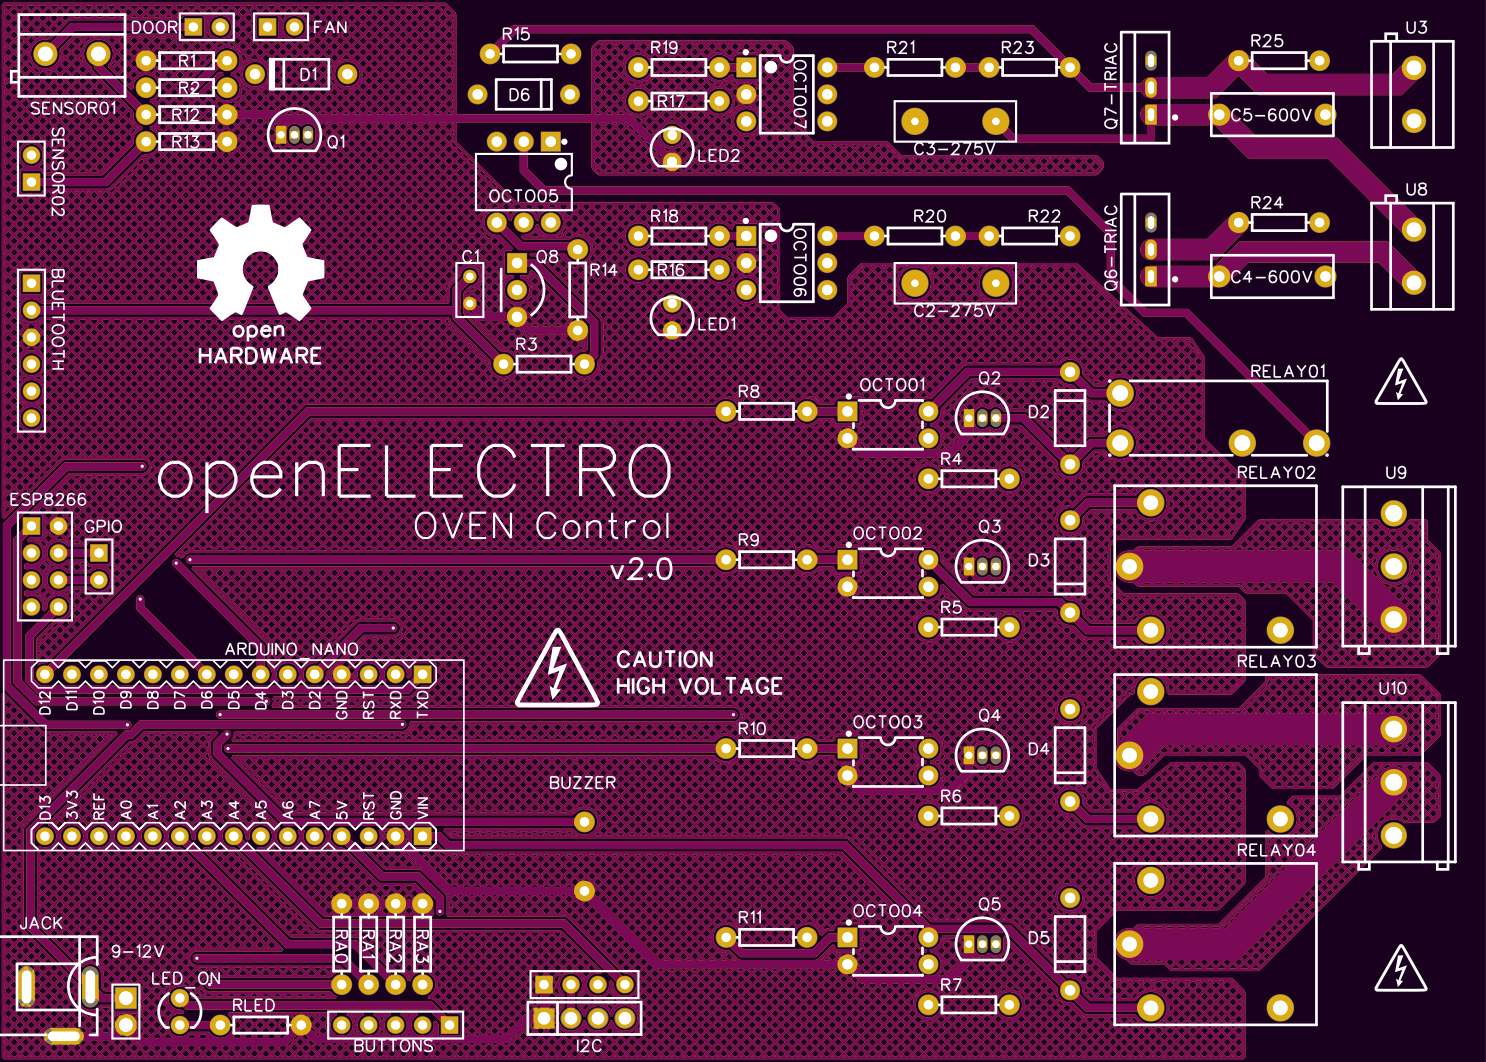 DOOR
FAN
R1
R2
R12
R13
D1
Q1
SENSOR01
SENSOR02
R15
D6
OCTO05
R19
R17
LED2
OCTO07
R21
R23
C3-275V
Q7-TRIAC
R25
C5-600V
U3
R18
R16
LED1
OCTO06
R20
R22
C2-275V
Q6-TRIAC
R24
C4-600V
U8
C1
Q8
R14
R3
BLUETOOTH
open
HARDWARE
R8
OCTO01
Q2
D2
R4
RELAY01
openELECTRO
OVEN Control
v2.0
ESP8266
GPIO
R9
OCTO02
Q3
D3
R5
RELAY02
U9
ARDUINO_NANO
D12
D11
D10
D9
D8
D7
D6
D5
D4
D3
D2
GND
RST
RXD
TXD
CAUTION
HIGH VOLTAGE
R10
OCTO03
Q4
D4
R6
RELAY03
U10
BUZZER
D13
3V3
REF
A0
A1
A2
A3
A4
A5
A6
A7
5V
RST
GND
VIN
RELAY04
R11
OCTO04
Q5
D5
R7
JACK
9-12V
LED_ON
RLED
RA0
RA1
RA2
RA3
BUTTONS
I2C